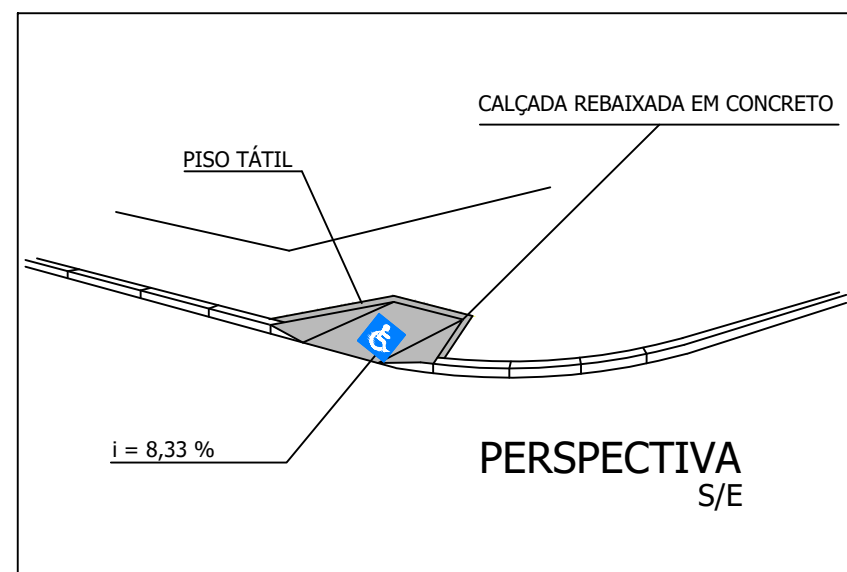 CALÇADA REBAIXADA EM CONCRETO
PISO TÁTIL
i = 8,33 %
PERSPECTIVA
S/E